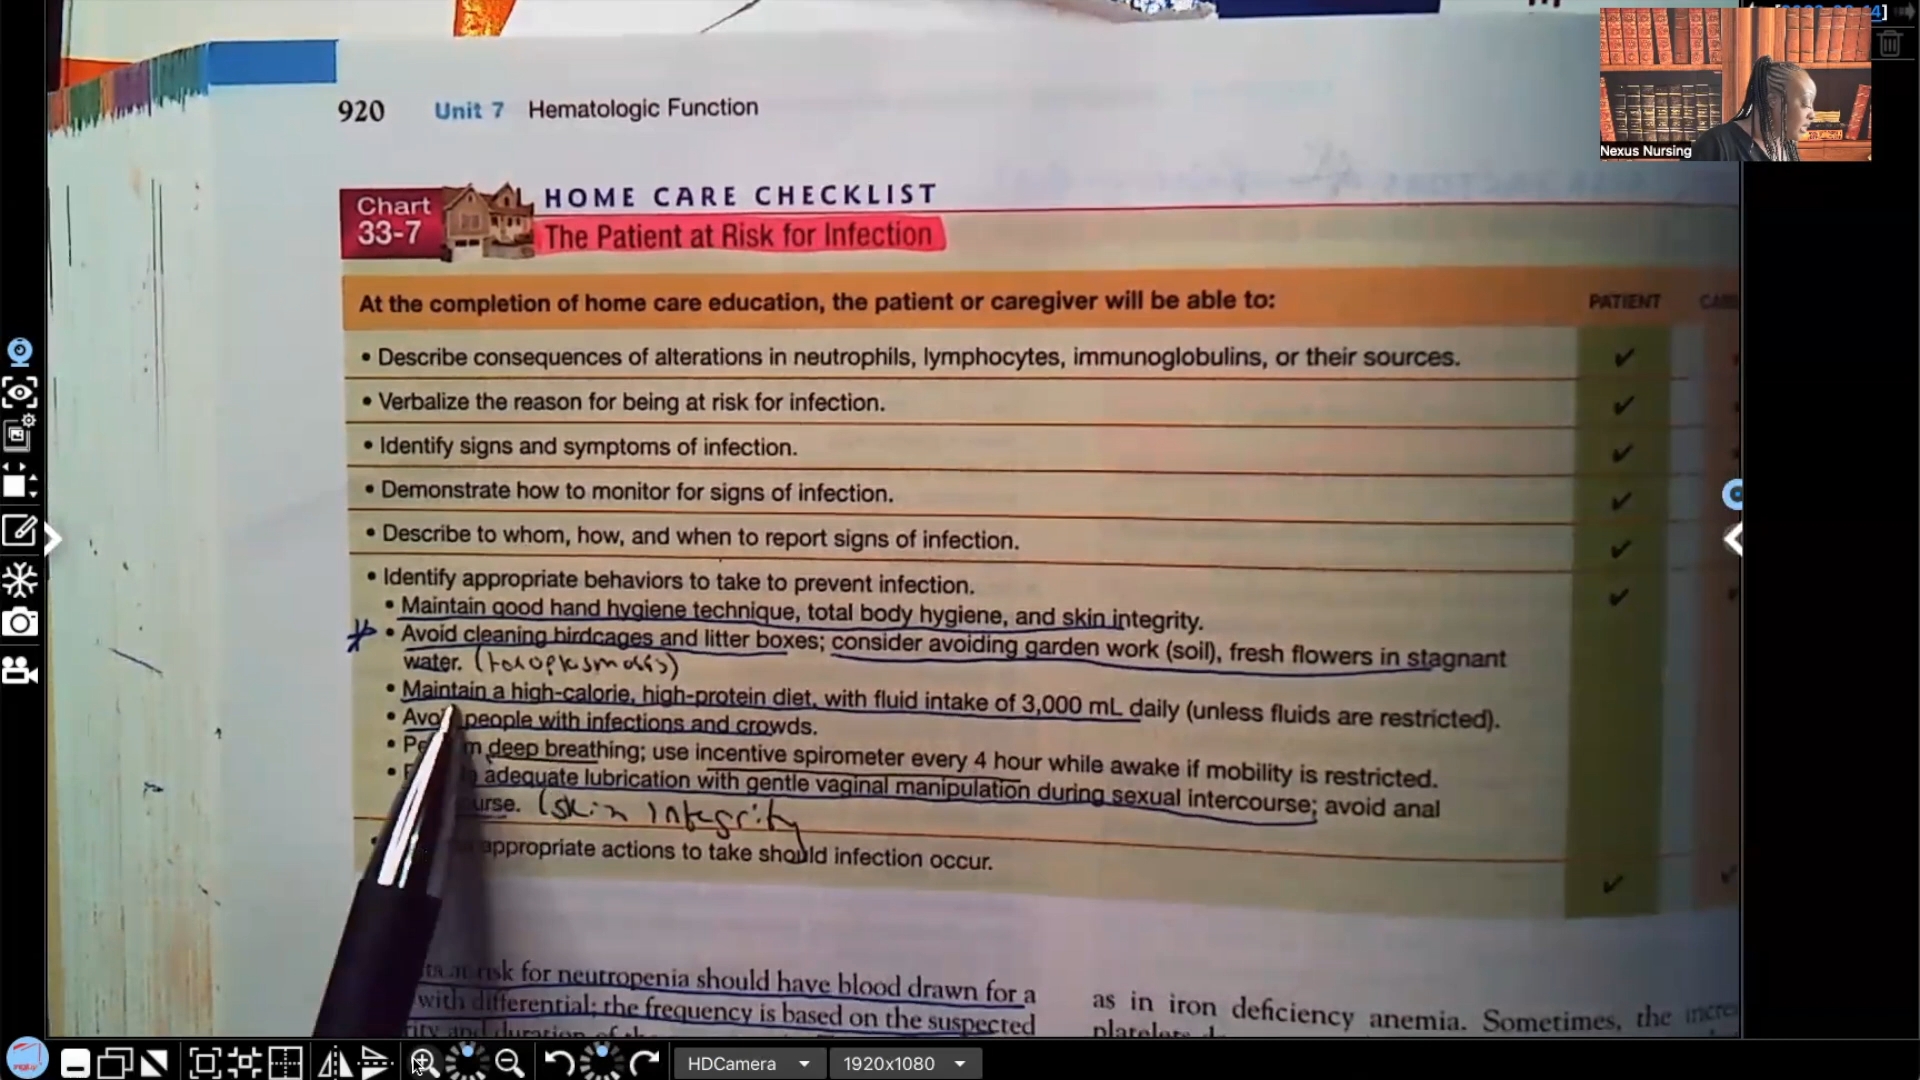 Nexus Nursing
920 Unit 7 Hematologic Function
Chart 33-7
HOME CARE CHECKLIST
The Patient at Risk for Infection
At the completion of home care education, the patient or caregiver will be able to: PATIENT
• Describe consequences of alterations in neutrophils, lymphocytes, immunoglobulins, or their sources. ✓
• Verbalize the reason for being at risk for infection. ✓
• Identify signs and symptoms of infection. ✓
• Demonstrate how to monitor for signs of infection. ✓
• Describe to whom, how, and when to report signs of infection. ✓
• Identify appropriate behaviors to take to prevent infection. ✓
• Maintain good hand hygiene technique, total body hygiene, and skin integrity.
• Avoid cleaning birdcages and litter boxes; consider avoiding garden work (soil), fresh flowers in stagnant
water. (toxoplasmosis)
• Maintain a high-calorie, high-protein diet, with fluid intake of 3,000 mL daily (unless fluids are restricted).
• Avoid people with infections and crowds.
• deep breathing; use incentive spirometer every 4 hour while awake if mobility is restricted.
• adequate lubrication with gentle vaginal manipulation during sexual intercourse; avoid anal
(skin integrity
appropriate actions to take should infection occur. ✓
at risk for neutropenia should have blood drawn for a
with differential; the frequency is based on the suspected
and duration of
as in iron deficiency anemia. Sometimes, the
platelets
HDCamera 1920x1080